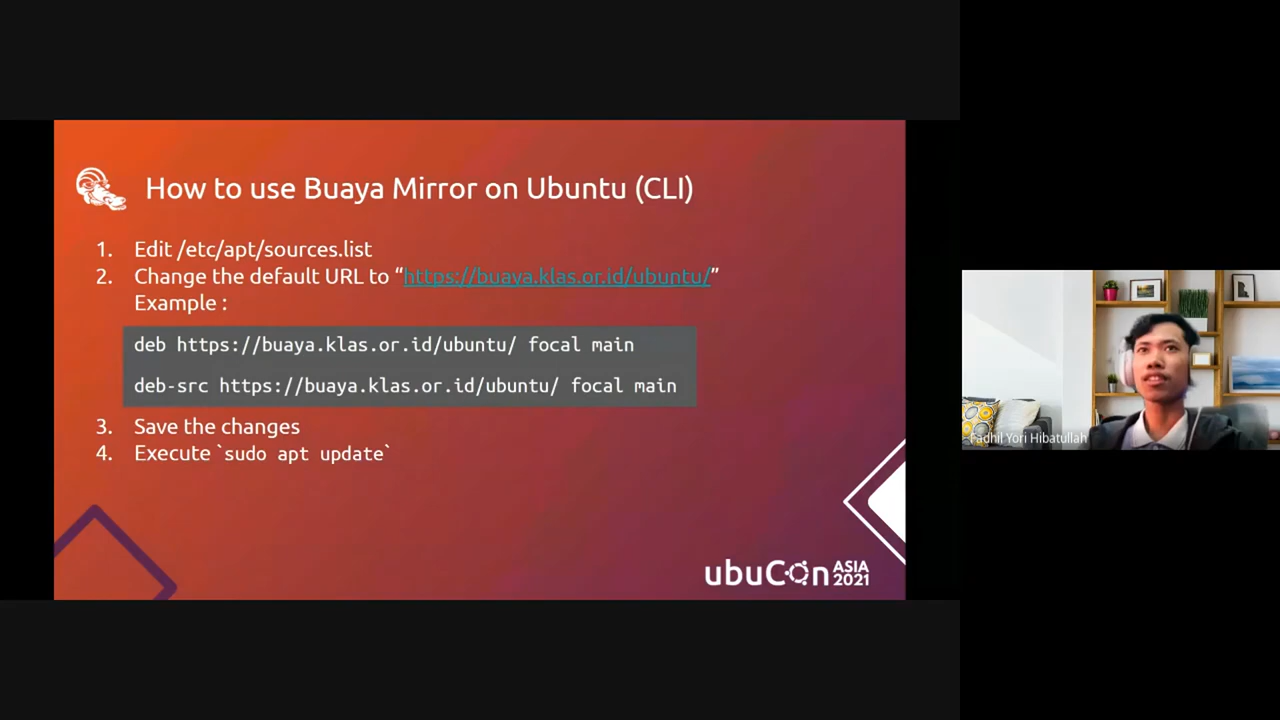 How to use Buaya Mirror on Ubuntu (CLI)
1. Edit /etc/apt/sources.list
2. Change the default URL to “https://buaya.klas.or.id/ubuntu/”
Example :
deb https://buaya.klas.or.id/ubuntu/ focal main
deb-src https://buaya.klas.or.id/ubuntu/ focal main
3. Save the changes
4. Execute `sudo apt update`
ubuCon ASIA 2021
Fadhil Yori Hibatullah